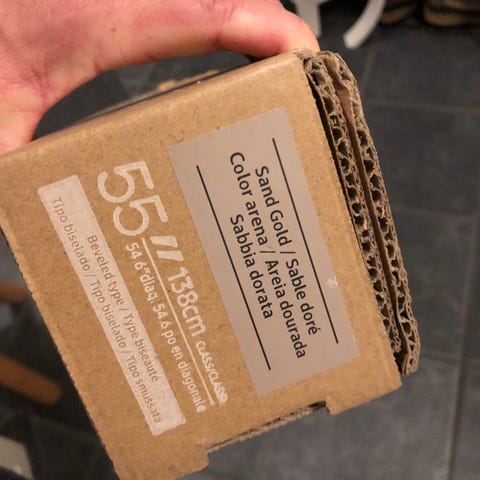 Sand Gold / Sable doré
Color arena / Areia dourada
Sabbia dorata
55" 138cm CLASS/CLASSE
54.6" diag. 54.6 po en diagonale
Beveled type / Type biseauté
Tipo biselado / Tipo biselado / Tipo smussata